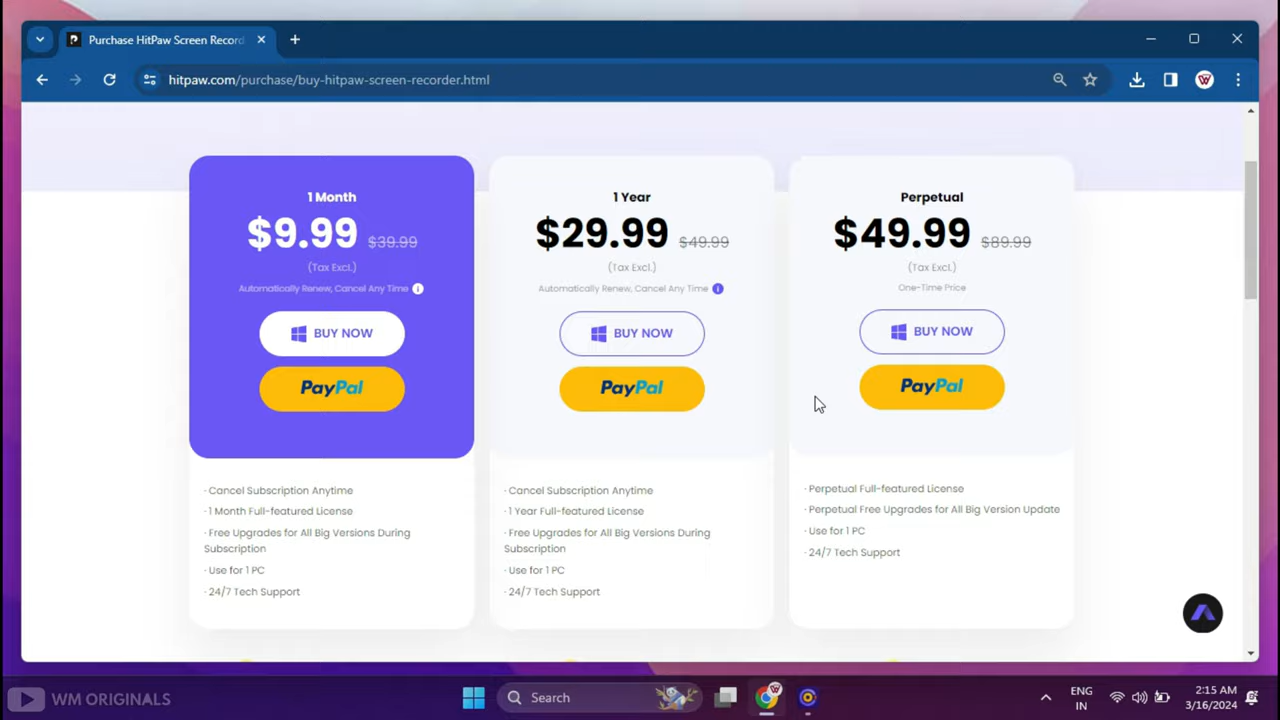 Purchase HitPaw Screen Record
hitpaw.com/purchase/buy-hitpaw-screen-recorder.html
1 Month
$9.99 $39.99
(Tax Excl.)
Automatically Renew, Cancel Any Time
BUY NOW
PayPal
· Cancel Subscription Anytime
· 1 Month Full-featured License
· Free Upgrades for All Big Versions During
Subscription
· Use for 1 PC
· 24/7 Tech Support
1 Year
$29.99 $49.99
(Tax Excl.)
Automatically Renew, Cancel Any Time
BUY NOW
PayPal
· Cancel Subscription Anytime
· 1 Year Full-featured License
· Free Upgrades for All Big Versions During
Subscription
· Use for 1 PC
· 24/7 Tech Support
Perpetual
$49.99 $89.99
(Tax Excl.)
One-Time Price
BUY NOW
PayPal
· Perpetual Full-featured License
· Perpetual Free Upgrades for All Big Version Update
· Use for 1 PC
· 24/7 Tech Support
WM ORIGINALS
Search
ENG
IN
2:15 AM
3/16/2024